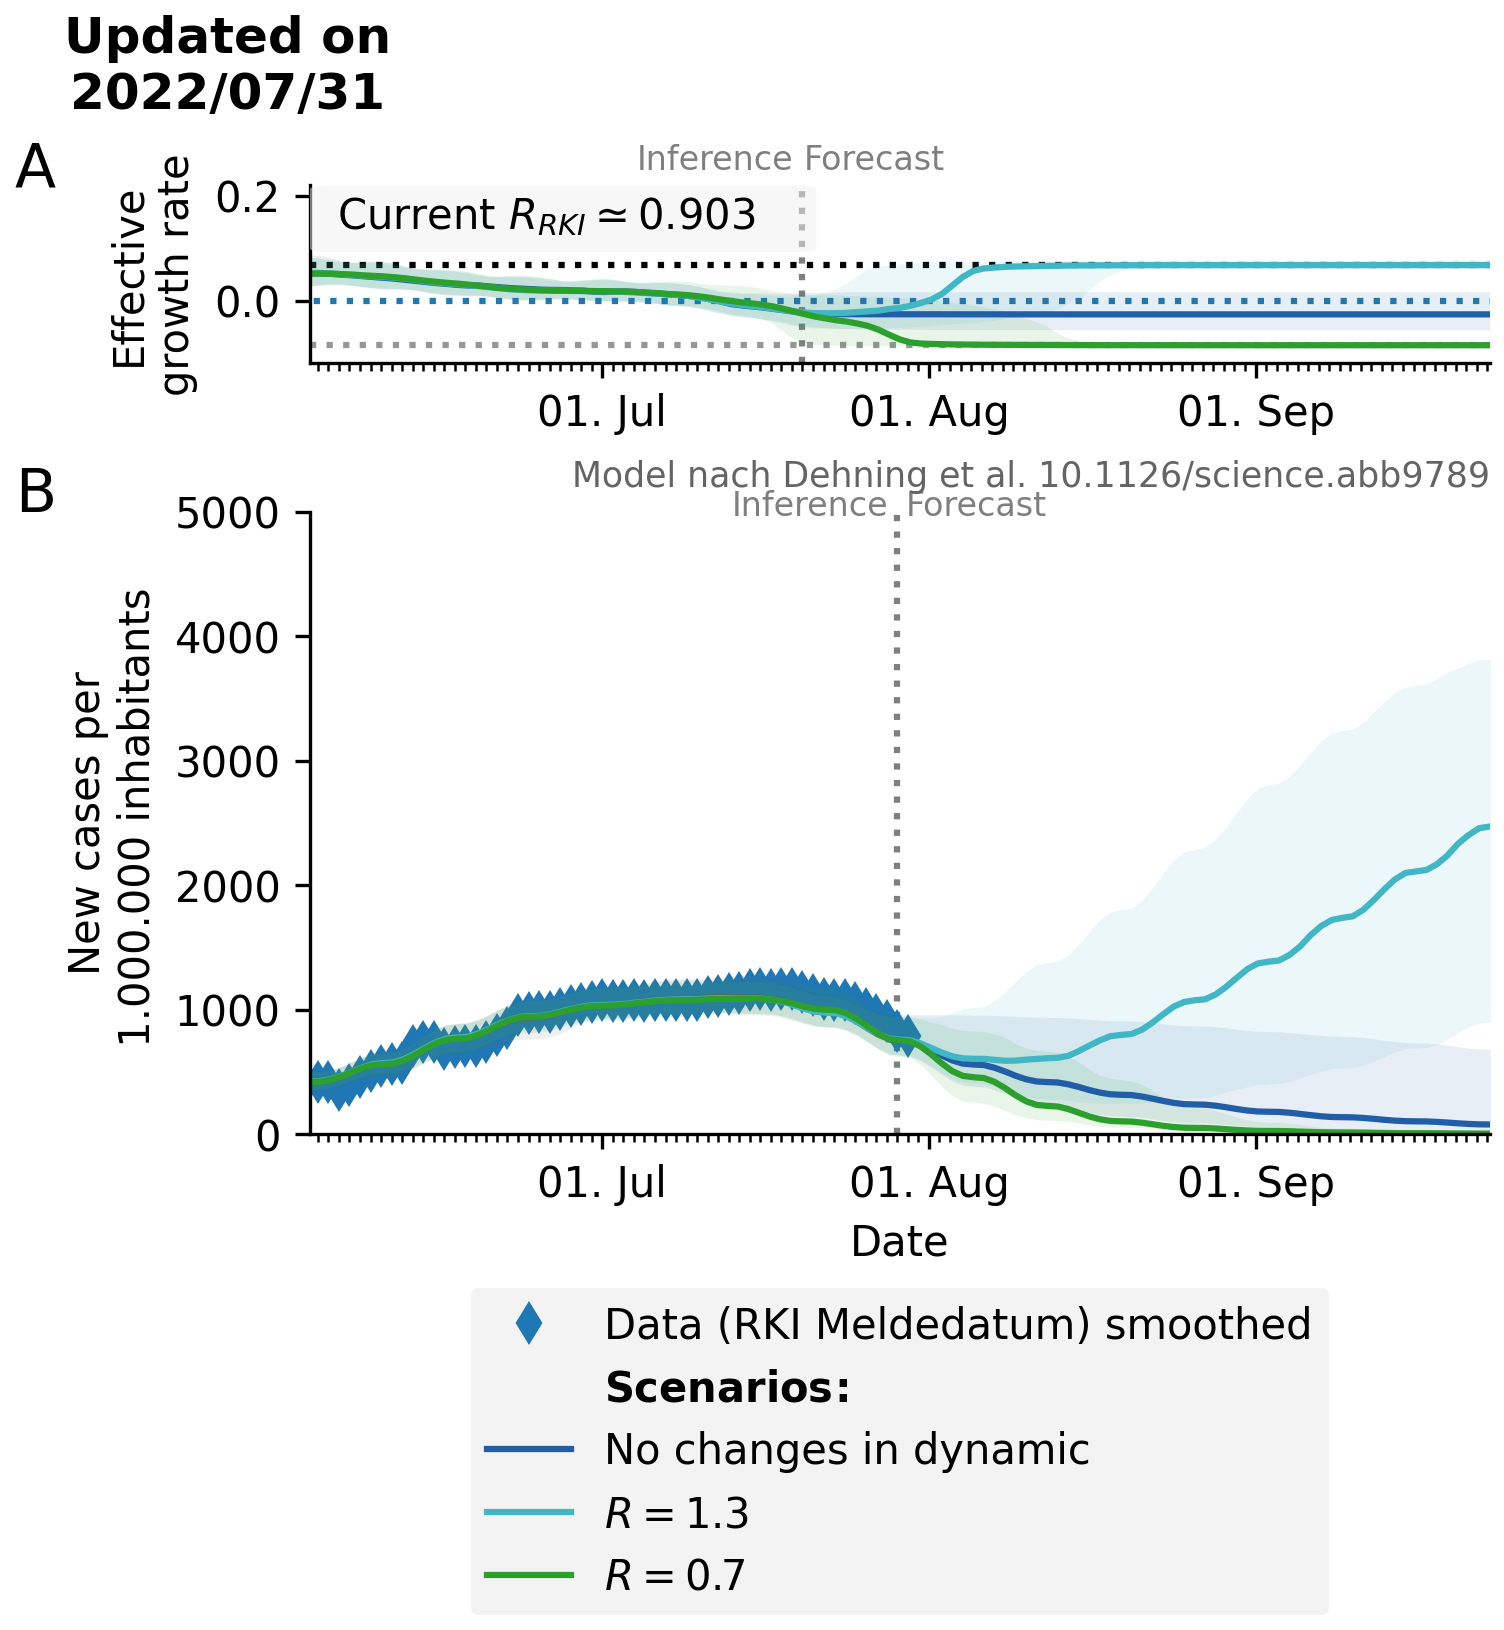 Updated on
2022/07/31
A
Inference Forecast
Effective
growth rate
0.2
0.0
Current R_RKI ≃ 0.903
01. Jul
01. Aug
01. Sep
B
Model nach Dehning et al. 10.1126/science.abb9789
Inference Forecast
New cases per
1.000.000 inhabitants
5000
4000
3000
2000
1000
0
01. Jul
01. Aug
01. Sep
Date
Data (RKI Meldedatum) smoothed
Scenarios:
No changes in dynamic
R = 1.3
R = 0.7